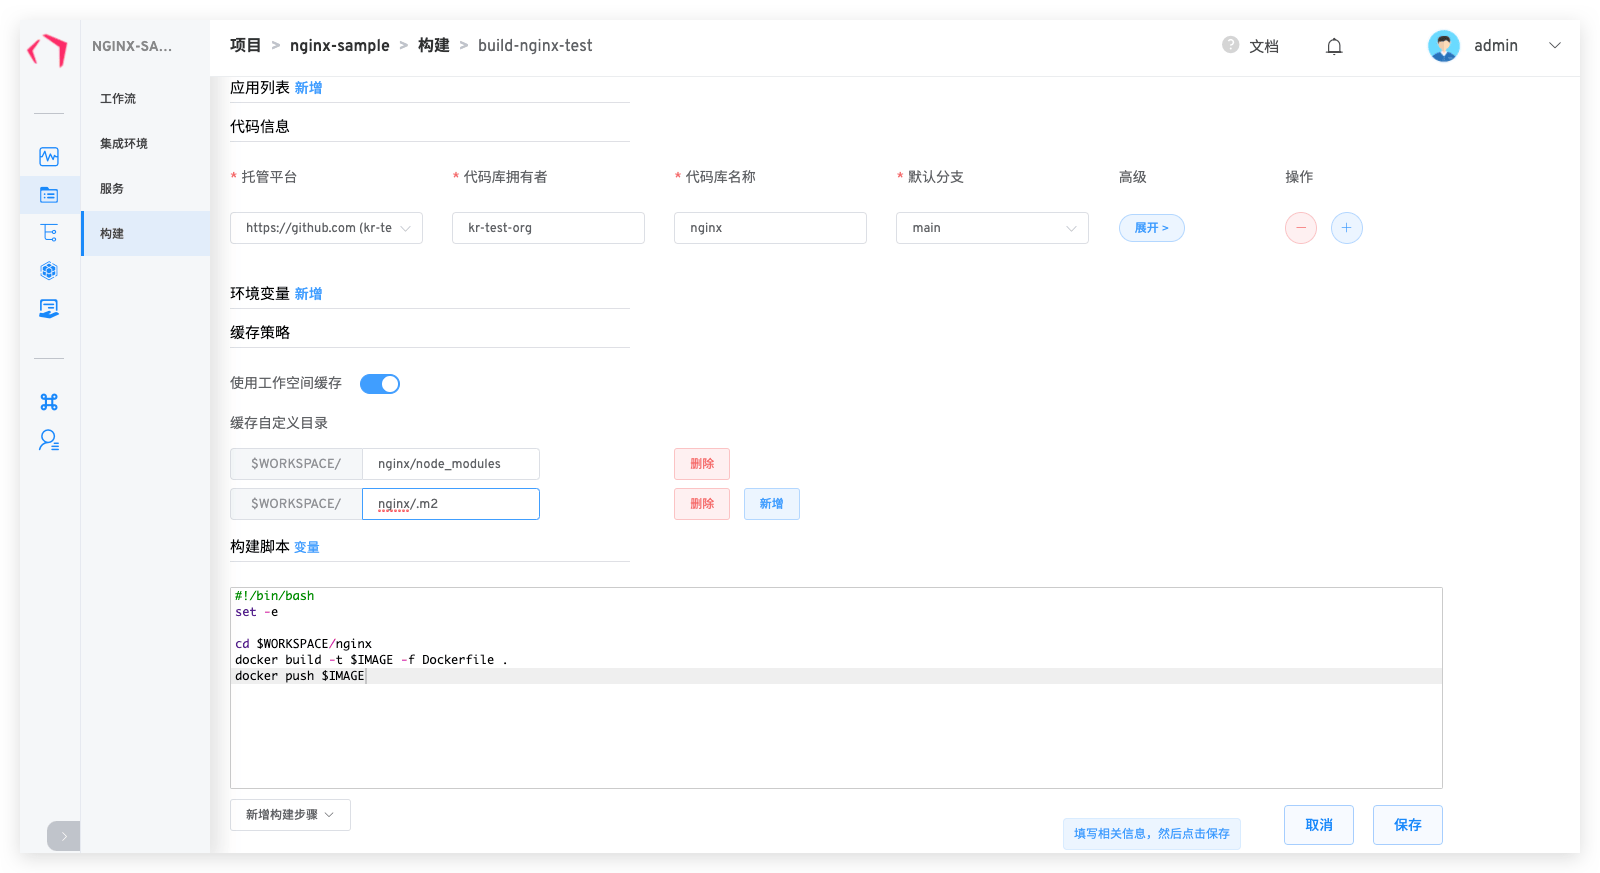 NGINX-SA...
项目 > nginx-sample > 构建 > build-nginx-test
? 文档
admin
工作流
集成环境
服务
构建
应用列表 新增
代码信息
* 托管平台 * 代码库拥有者 * 代码库名称 * 默认分支 高级 操作
https://github.com (kr-te kr-test-org nginx main 展开 >
环境变量 新增
缓存策略
使用工作空间缓存
缓存自定义目录
$WORKSPACE/ nginx/node_modules 删除
$WORKSPACE/ nginx/.m2 删除 新增
构建脚本 变量
#!/bin/bash
set -e
cd $WORKSPACE/nginx
docker build -t $IMAGE -f Dockerfile .
docker push $IMAGE
新增构建步骤
填写相关信息，然后点击保存
取消 保存